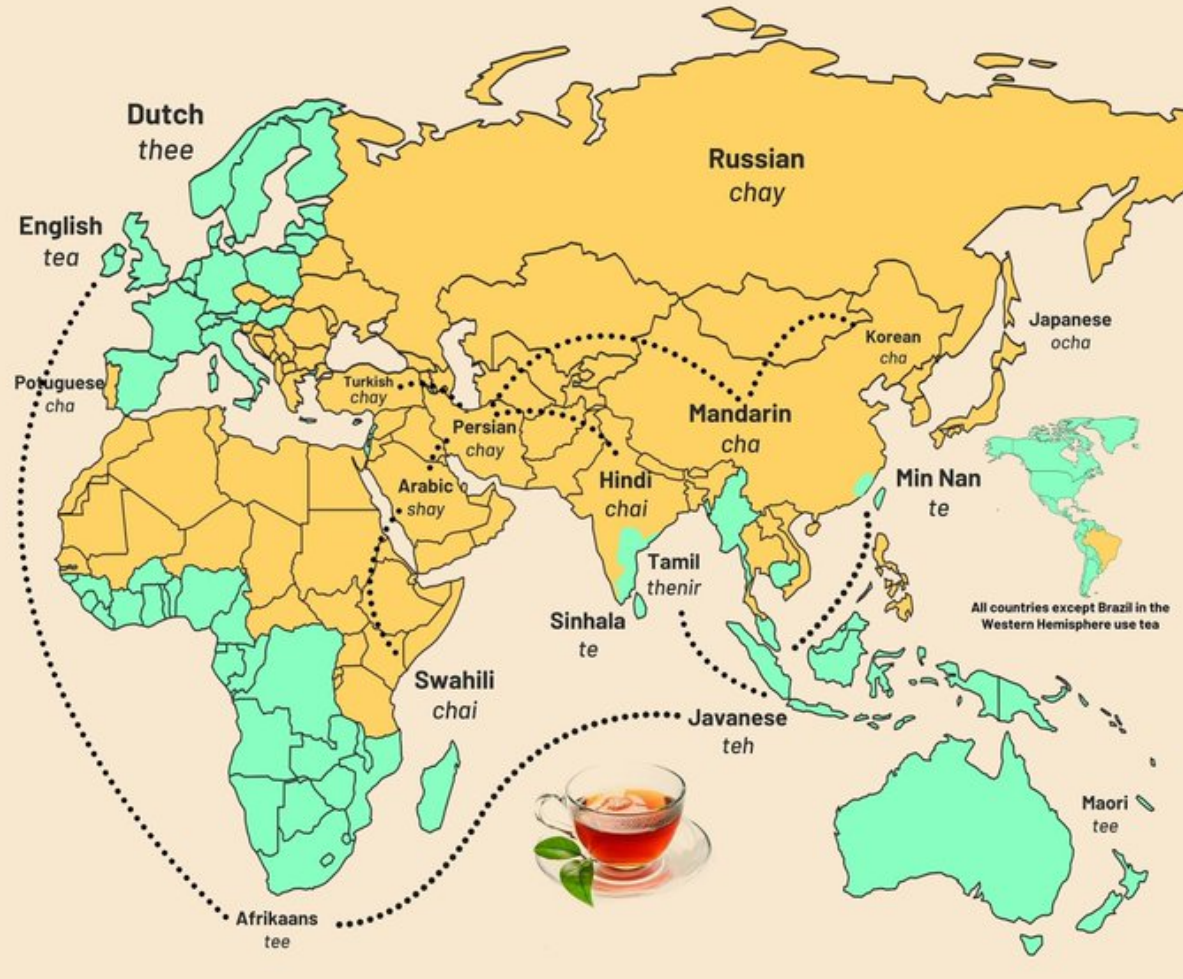 Dutch
thee
English
tea
Russian
chay
Japanese
ocha
Korean
cha
Potuguese
cha
Turkish
chay
Persian
chay
Mandarin
cha
Arabic
shay
Hindi
chai
Min Nan
te
Tamil
thenir
Sinhala
te
All countries except Brazil in the
Western Hemisphere use tea
Swahili
chai
Javanese
teh
Maori
tee
Afrikaans
tee